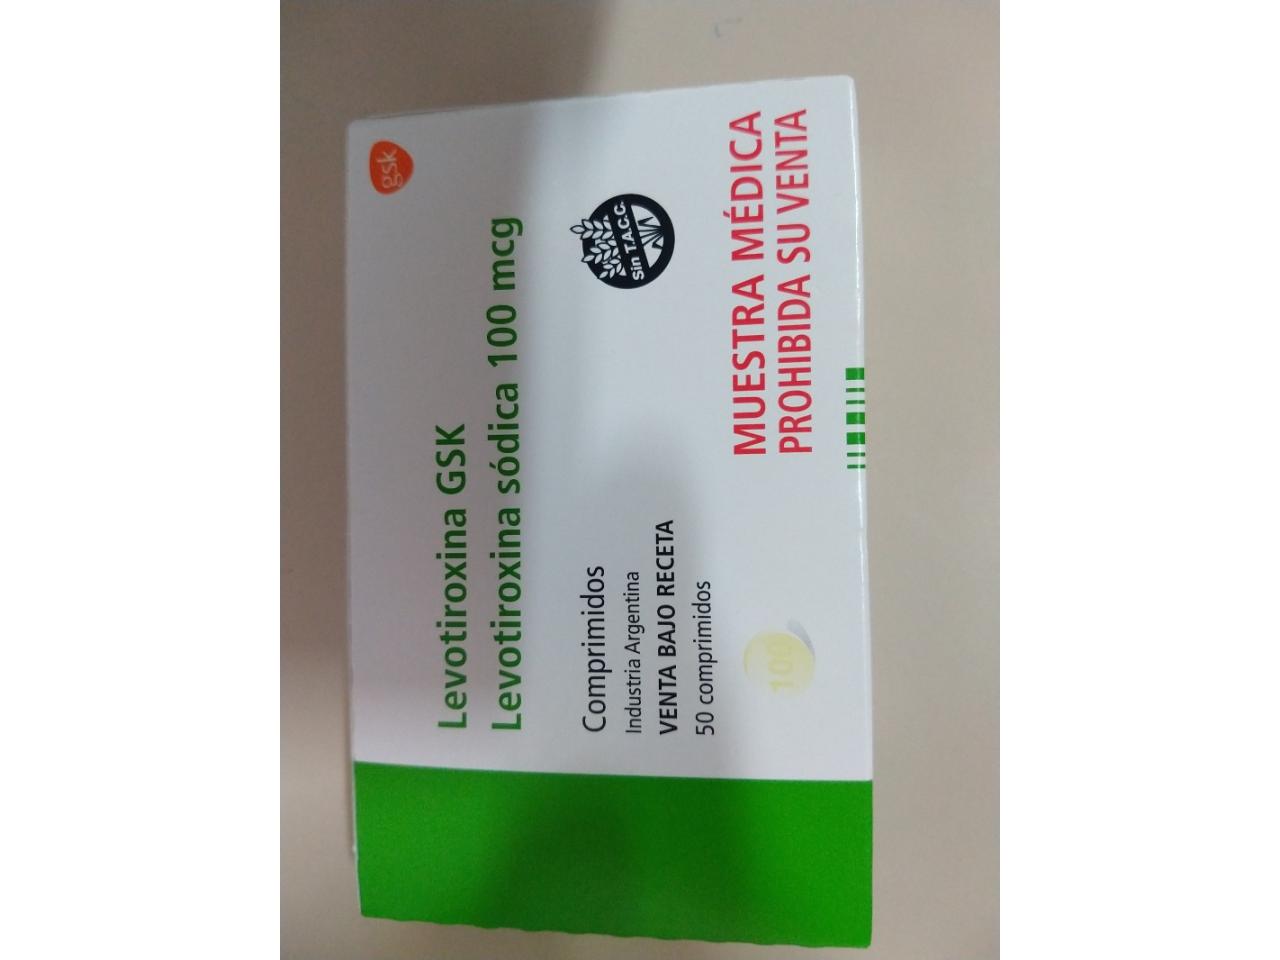 gsk
Levotiroxina GSK
Levotiroxina sódica 100 mcg
Sin T.A.C.C.
Comprimidos
Industria Argentina
VENTA BAJO RECETA
50 comprimidos
100
MUESTRA MÉDICA
PROHIBIDA SU VENTA